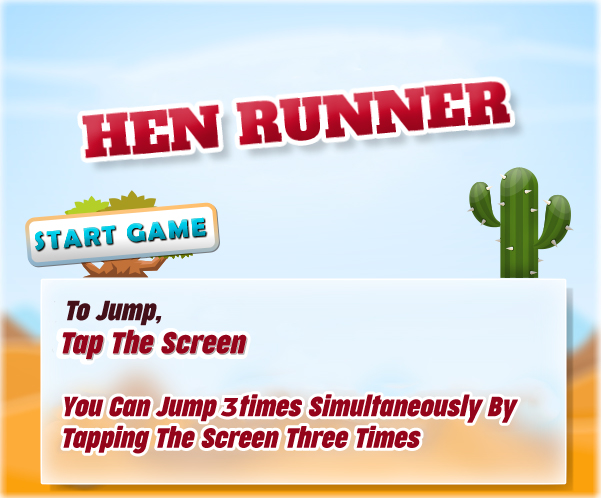 HEN RUNNER
START GAME
To Jump,
Tap The Screen
You Can Jump 3times Simultaneously By
Tapping The Screen Three Times